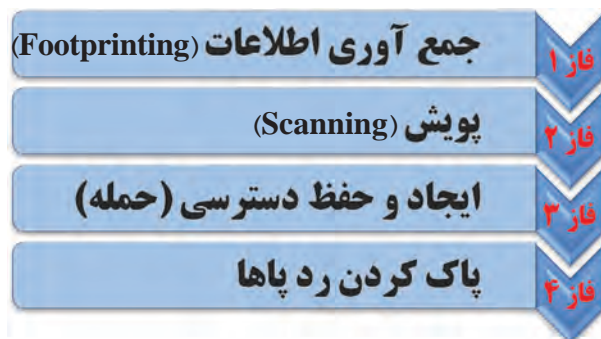 فاز ۱ جمع آوری اطلاعات (Footprinting)
فاز ۲ پویش (Scanning)
فاز ۳ ایجاد و حفظ دسترسی (حمله)
فاز ۴ پاک کردن رد پاها